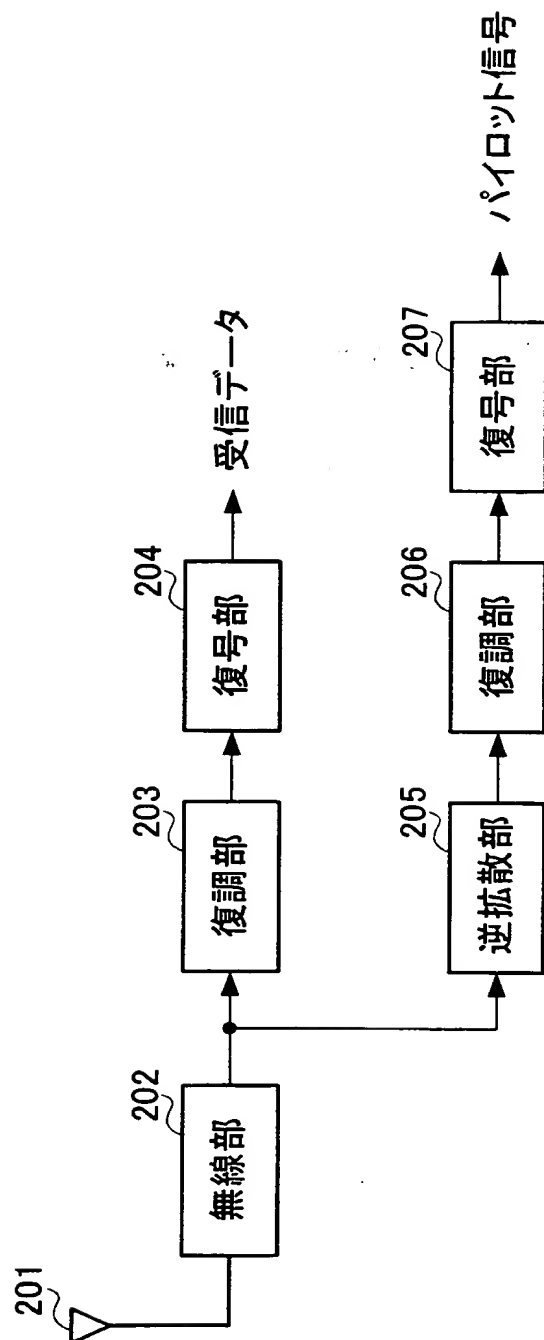 201
202
無線部
203
復調部
204
復号部
受信データ
205
逆拡散部
206
復調部
207
復号部
パイロット信号